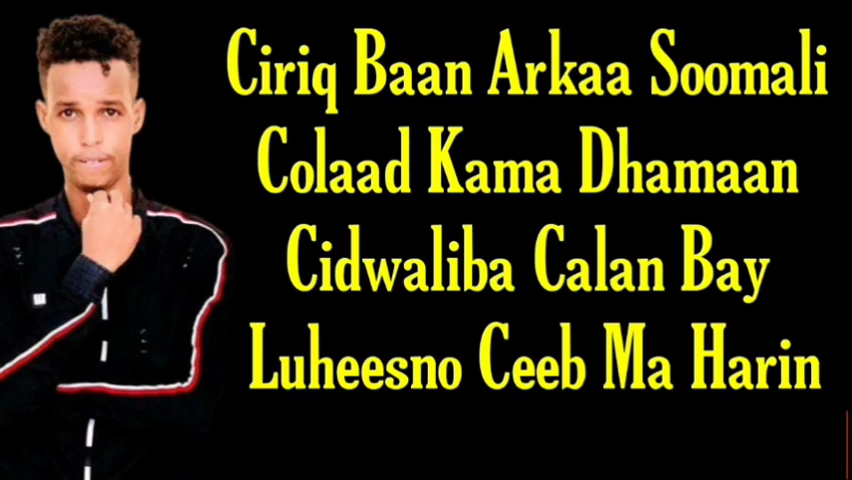 Ciriq Baan Arkaa Soomali
Colaad Kama Dhamaan
Cidwaliba Calan Bay
Luheesno Ceeb Ma Harin